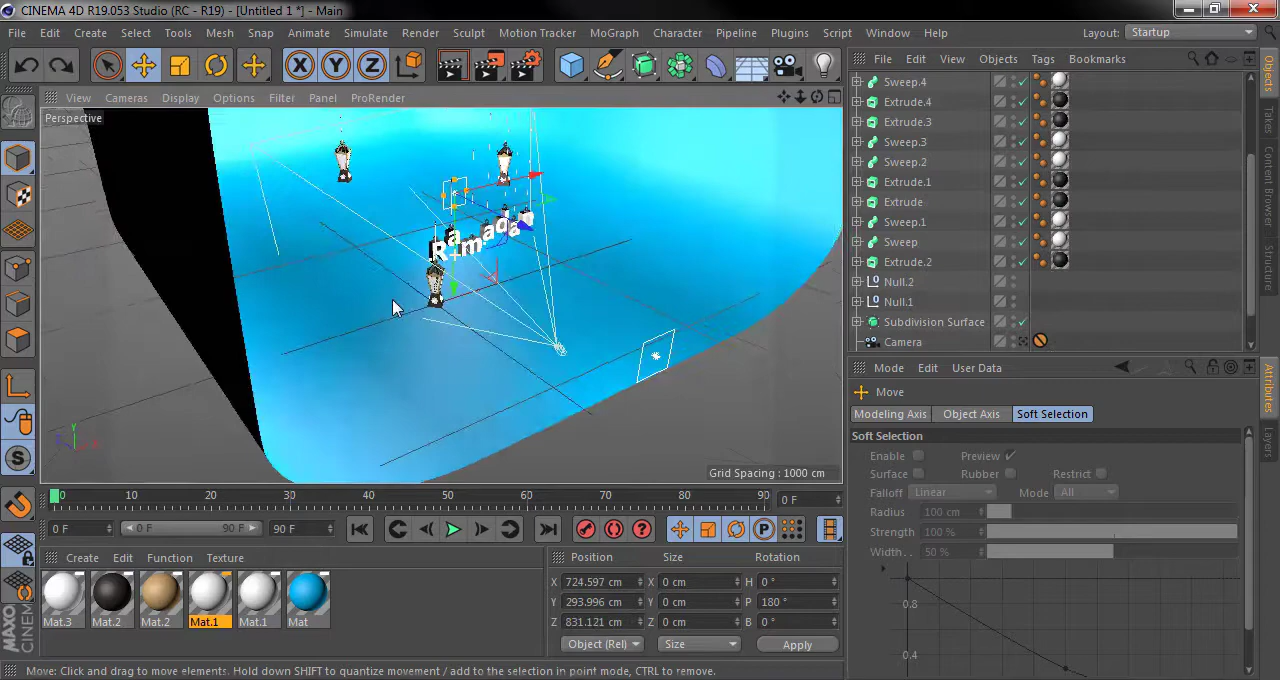 CINEMA 4D R19.053 Studio (RC - R19) - [Untitled 1 *] - Main
File Edit Create Select Tools Mesh Snap Animate Simulate Render Sculpt Motion Tracker MoGraph Character Pipeline Plugins Script Window Help Layout: Startup
X Y Z
File Edit View Objects Tags Bookmarks
View Cameras Display Options Filter Panel ProRender
Perspective
Sweep.4
Extrude.4
Extrude.3
Sweep.3
Sweep.2
Extrude.1
Extrude
Sweep.1
Sweep
Extrude.2
Null.2
Null.1
Subdivision Surface
Camera
Ramadan
Grid Spacing : 1000 cm
Objects
Takes
Content Browser
Structure
Attributes
Layers
Mode Edit User Data
Move
Modeling Axis Object Axis Soft Selection
Soft Selection
Enable Preview
Surface Rubber Restrict
Falloff Linear Mode All
Radius 100 cm
Strength 100 %
Width . . 50 %
0.8
0.4
0 10 20 30 40 50 60 70 80 90 0 F
0 F 0 F 90 F 90 F
Create Edit Function Texture
Mat.3 Mat.2 Mat.2 Mat.1 Mat.1 Mat
Position Size Rotation
X 724.597 cm X 0 cm H 0 °
Y 293.996 cm Y 0 cm P 180 °
Z 831.121 cm Z 0 cm B 0 °
Object (Rel) Size Apply
MAXO
CINEM
Move: Click and drag to move elements. Hold down SHIFT to quantize movement / add to the selection in point mode, CTRL to remove.